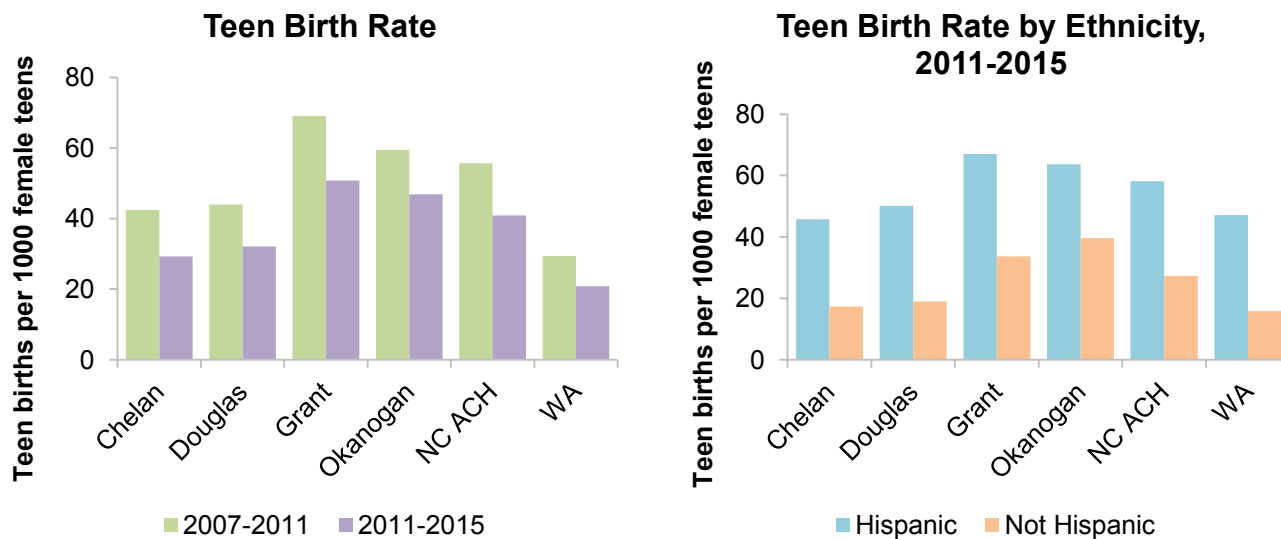 Teen Birth Rate
Teen births per 1000 female teens
80
60
40
20
0
Chelan
Douglas
Grant
Okanogan
NC ACH
WA
2007-2011
2011-2015
Teen Birth Rate by Ethnicity,
2011-2015
Teen births per 1000 female teens
80
60
40
20
0
Chelan
Douglas
Grant
Okanogan
NC ACH
WA
Hispanic
Not Hispanic